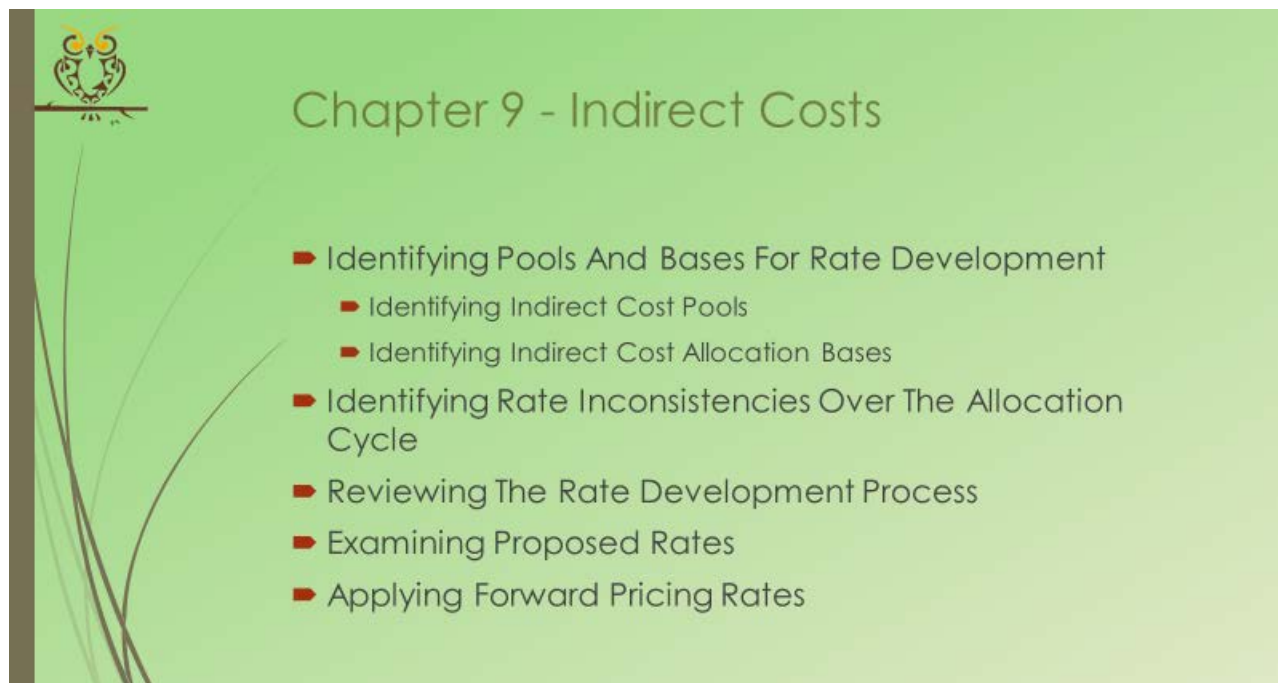 Chapter 9 - Indirect Costs
Identifying Pools And Bases For Rate Development
Identifying Indirect Cost Pools
Identifying Indirect Cost Allocation Bases
Identifying Rate Inconsistencies Over The Allocation
Cycle
Reviewing The Rate Development Process
Examining Proposed Rates
Applying Forward Pricing Rates